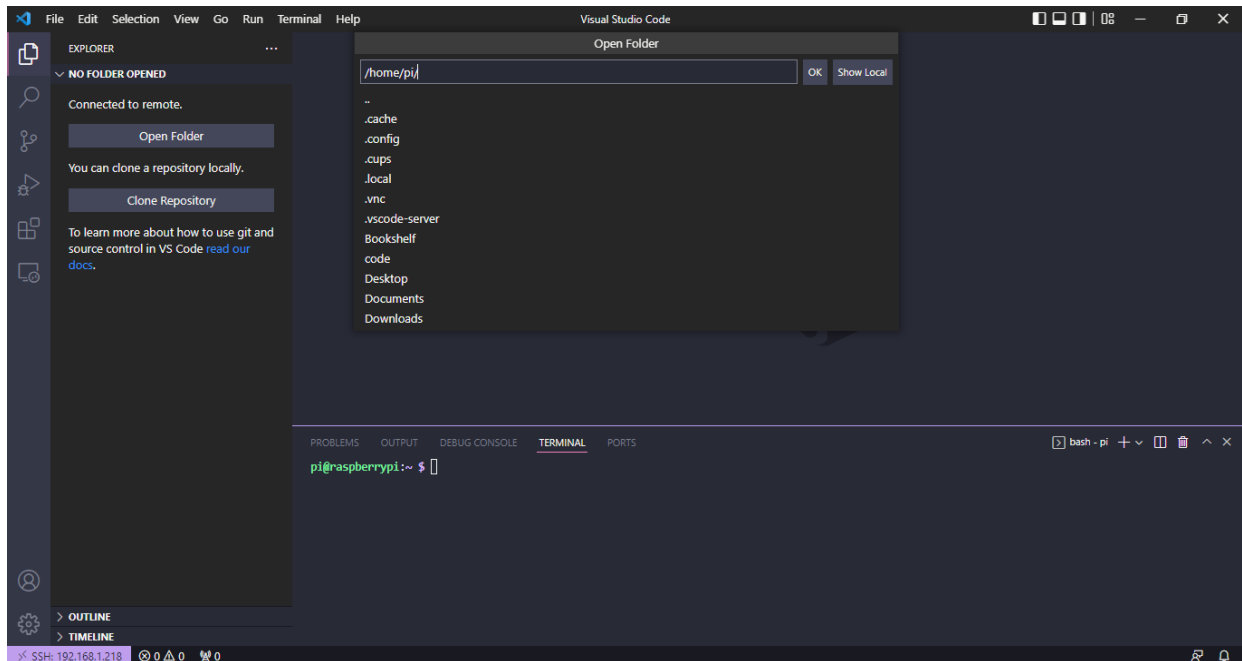 File Edit Selection View Go Run Terminal Help
Visual Studio Code
EXPLORER
NO FOLDER OPENED
Connected to remote.
Open Folder
You can clone a repository locally.
Clone Repository
To learn more about how to use git and
source control in VS Code read our
docs.
Open Folder
/home/pi/
OK
Show Local
..
.cache
.config
.cups
.local
.vnc
.vscode-server
Bookshelf
code
Desktop
Documents
Downloads
PROBLEMS OUTPUT DEBUG CONSOLE TERMINAL PORTS
bash - pi
pi@raspberrypi:~ $
OUTLINE
TIMELINE
SSH: 192.168.1.218 0 0 0